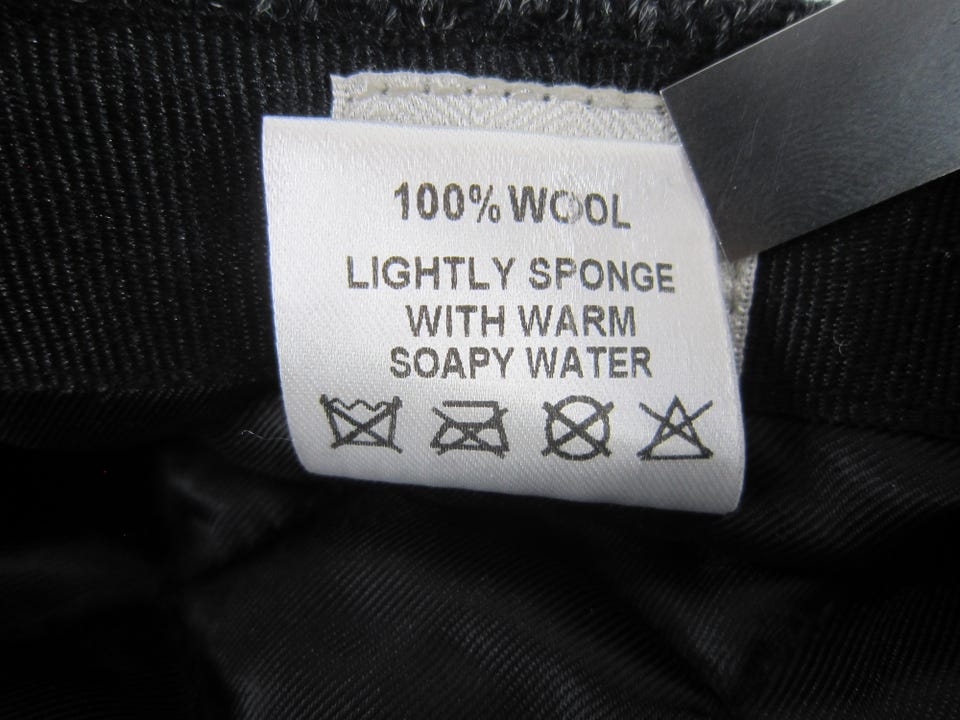 100% WOOL
LIGHTLY SPONGE
WITH WARM
SOAPY WATER